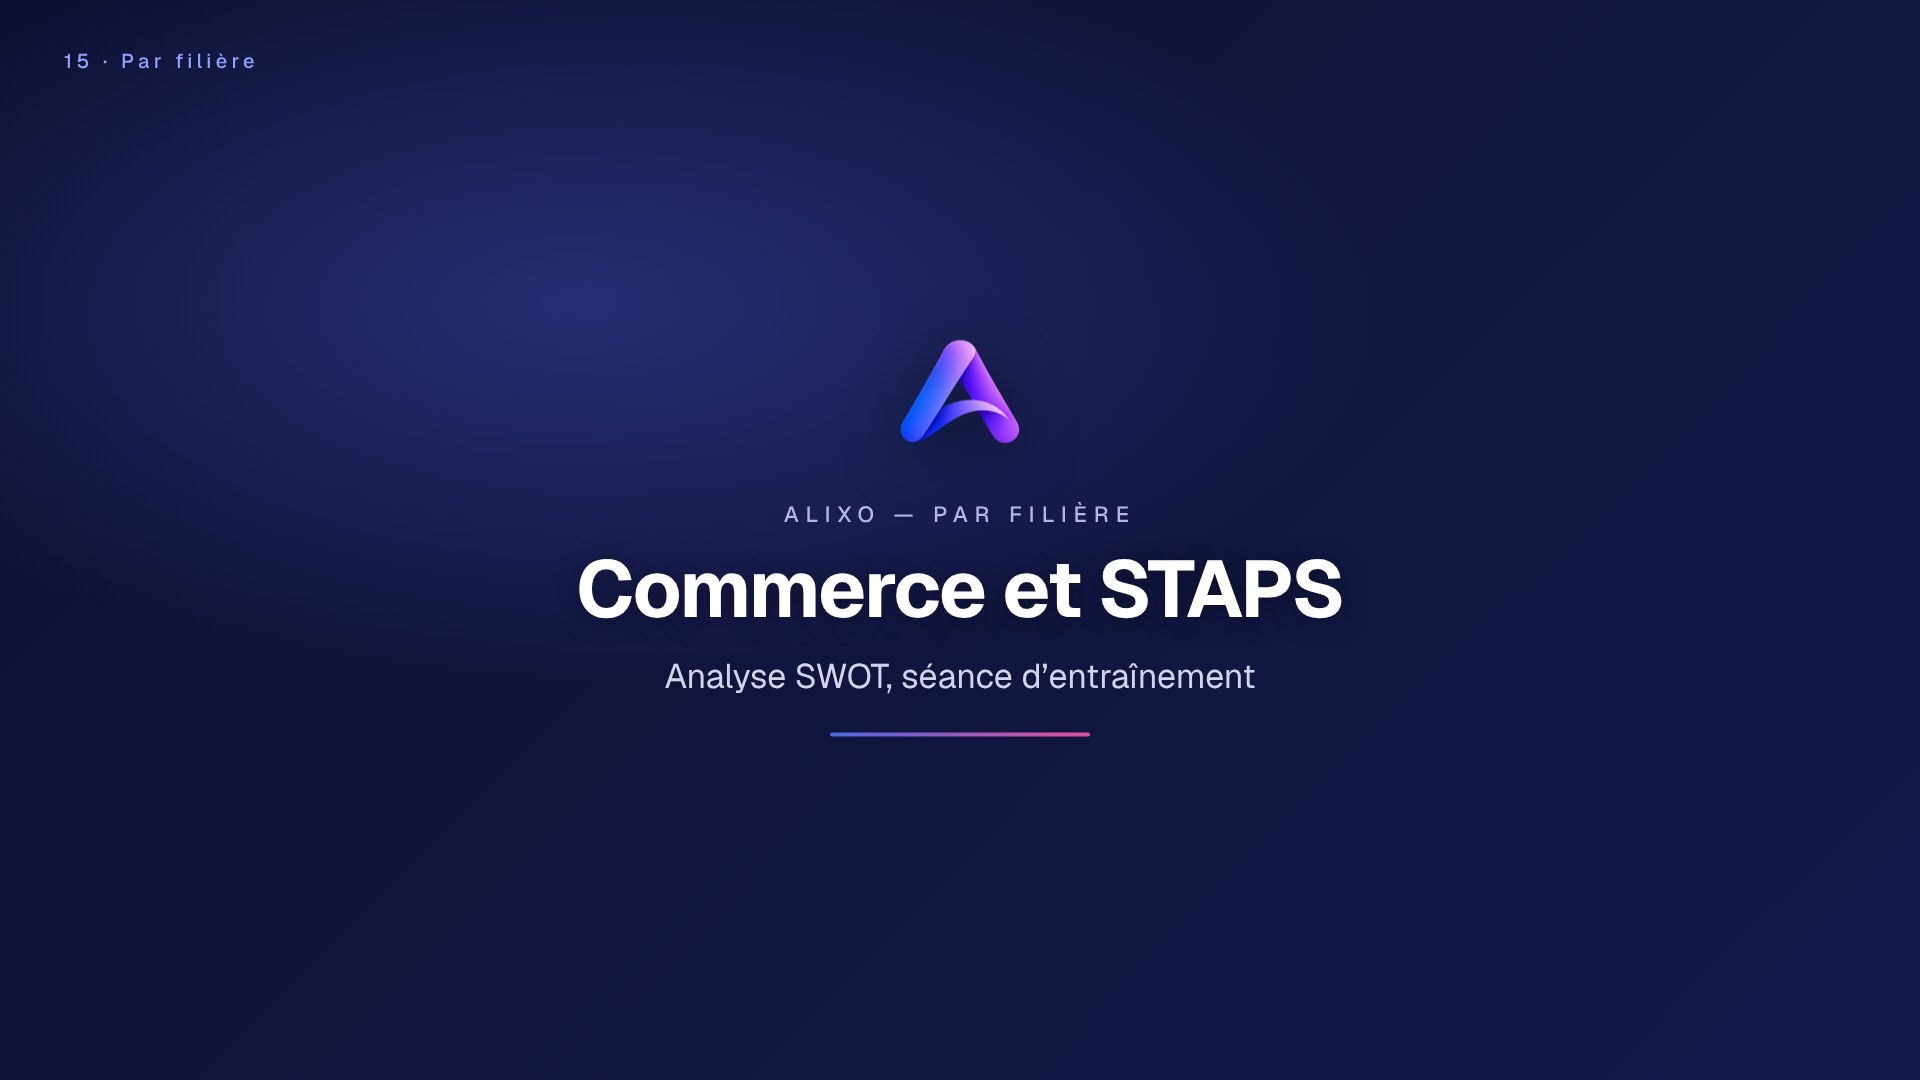 15 · Par filière
ALIXO — PAR FILIÈRE
Commerce et STAPS
Analyse SWOT, séance d’entraînement